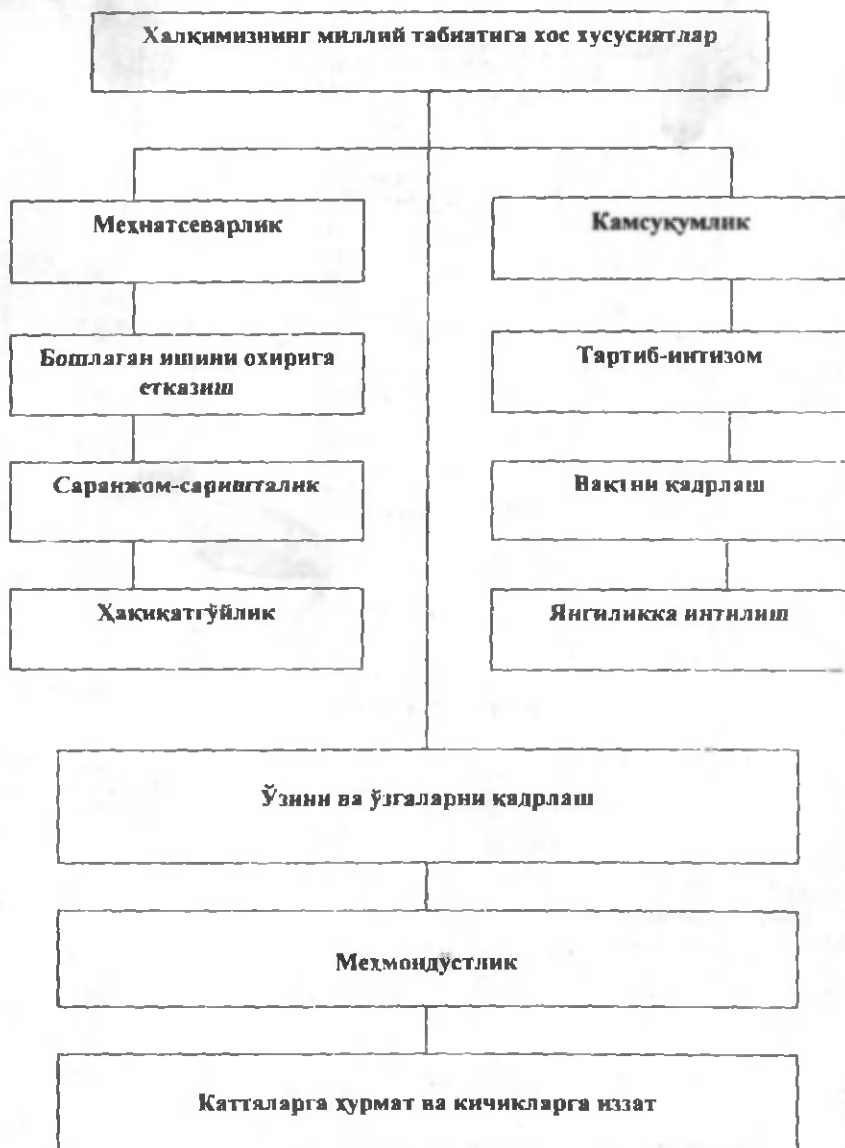 Халқимизнинг миллий табиатига хос хусусиятлар
Меҳнатсеварлик
Камсуқумлик
Бошлаган ишини охирига
етказиш
Тартиб-интизом
Саранжом-саришталик
Вақтни қадрлаш
Ҳақиқатгўйлик
Янгиликка интилиш
Ўзини ва ўзгаларни қадрлаш
Меҳмондўстлик
Катталарга ҳурмат ва кичикларга иззат